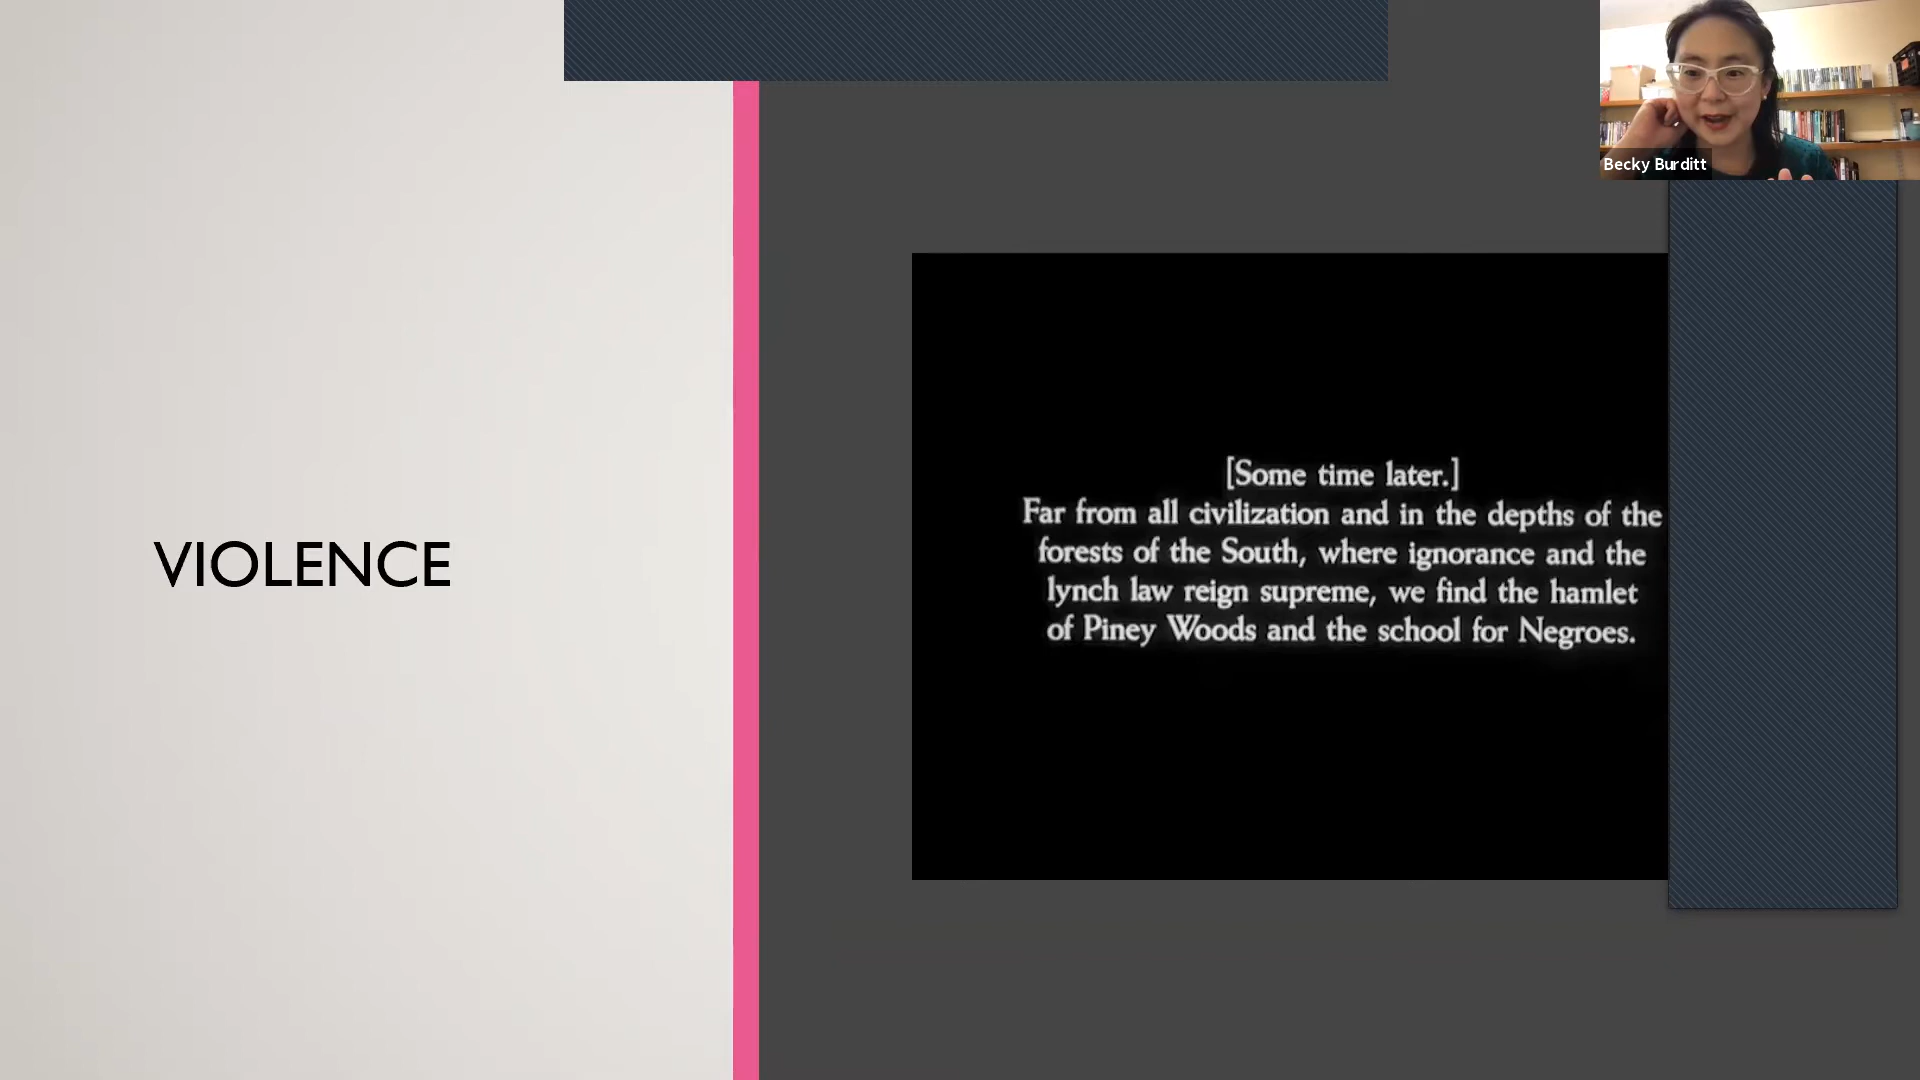 VIOLENCE
[Some time later.]
Far from all civilization and in the depths of the
forests of the South, where ignorance and the
lynch law reign supreme, we find the hamlet
of Piney Woods and the school for Negroes.
Becky Burditt